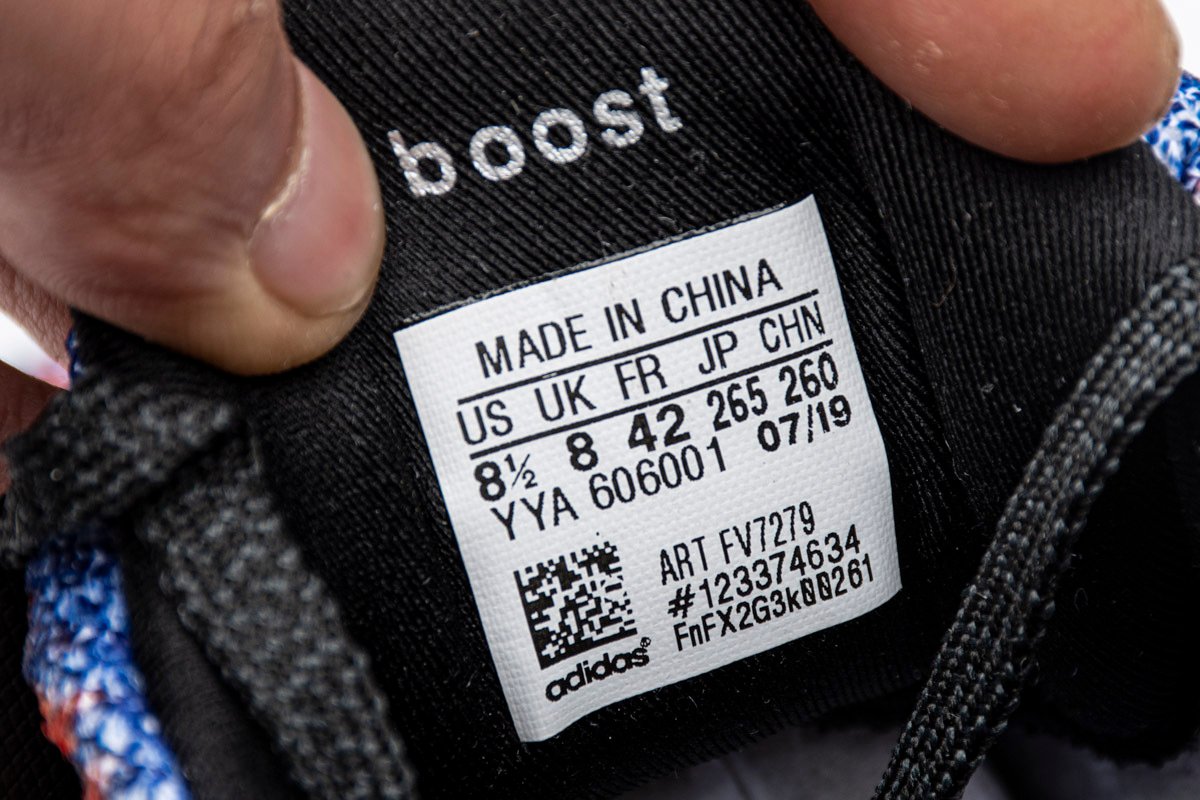 boost
MADE IN CHINA
US UK FR JP CHN
8½ 8 42 265 260
YYA 606001 07/19
ART FV7279
#123374634
FnFX2G3k00261
adidas®